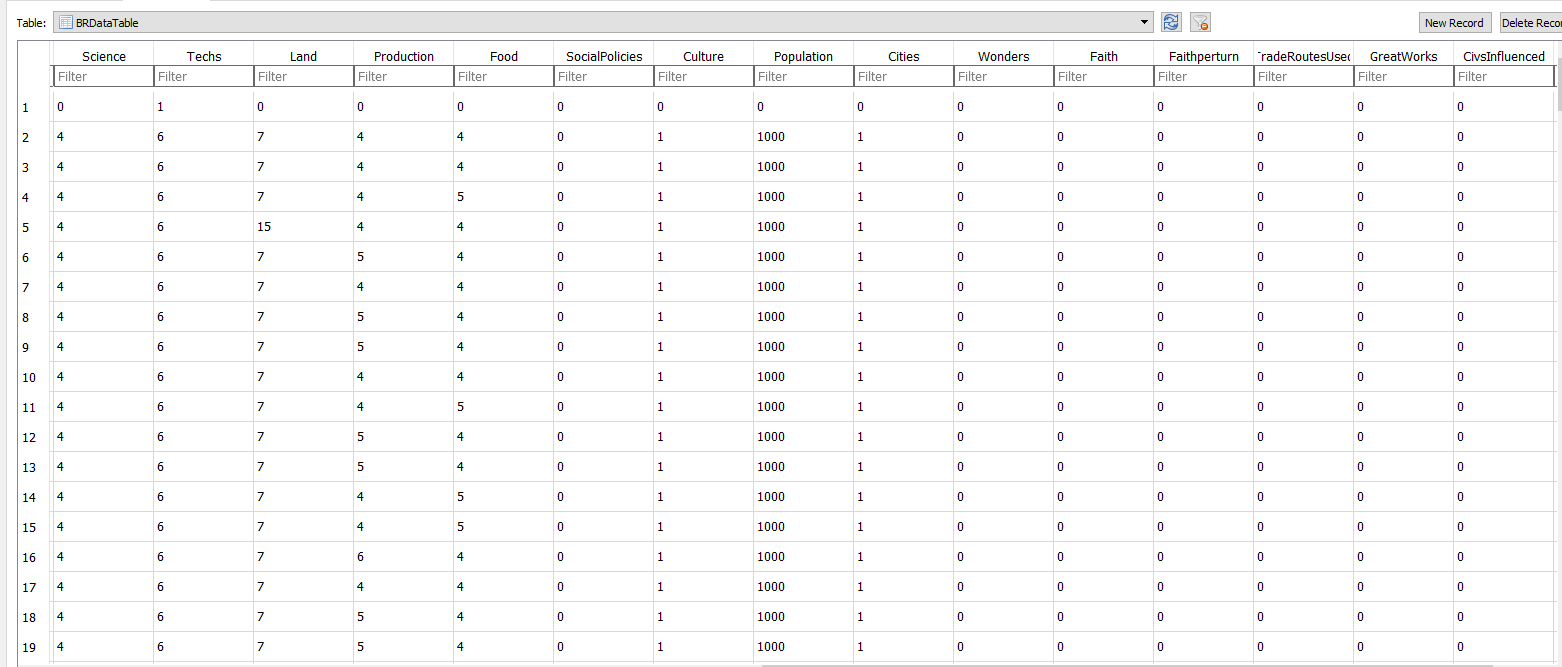 Table: BRDataTable New Record Delete Recor
Science Techs Land Production Food SocialPolicies Culture Population Cities Wonders Faith Faithperturn TradeRoutesUsed GreatWorks CivsInfluenced
Filter Filter Filter Filter Filter Filter Filter Filter Filter Filter Filter Filter Filter Filter Filter
1 0 1 0 0 0 0 0 0 0 0 0 0 0 0 0
2 4 6 7 4 4 0 1 1000 1 0 0 0 0 0 0
3 4 6 7 4 4 0 1 1000 1 0 0 0 0 0 0
4 4 6 7 4 5 0 1 1000 1 0 0 0 0 0 0
5 4 6 15 4 4 0 1 1000 1 0 0 0 0 0 0
6 4 6 7 5 4 0 1 1000 1 0 0 0 0 0 0
7 4 6 7 4 4 0 1 1000 1 0 0 0 0 0 0
8 4 6 7 5 4 0 1 1000 1 0 0 0 0 0 0
9 4 6 7 5 4 0 1 1000 1 0 0 0 0 0 0
10 4 6 7 4 4 0 1 1000 1 0 0 0 0 0 0
11 4 6 7 4 5 0 1 1000 1 0 0 0 0 0 0
12 4 6 7 5 4 0 1 1000 1 0 0 0 0 0 0
13 4 6 7 5 4 0 1 1000 1 0 0 0 0 0 0
14 4 6 7 4 5 0 1 1000 1 0 0 0 0 0 0
15 4 6 7 4 5 0 1 1000 1 0 0 0 0 0 0
16 4 6 7 6 4 0 1 1000 1 0 0 0 0 0 0
17 4 6 7 4 4 0 1 1000 1 0 0 0 0 0 0
18 4 6 7 5 4 0 1 1000 1 0 0 0 0 0 0
19 4 6 7 5 4 0 1 1000 1 0 0 0 0 0 0